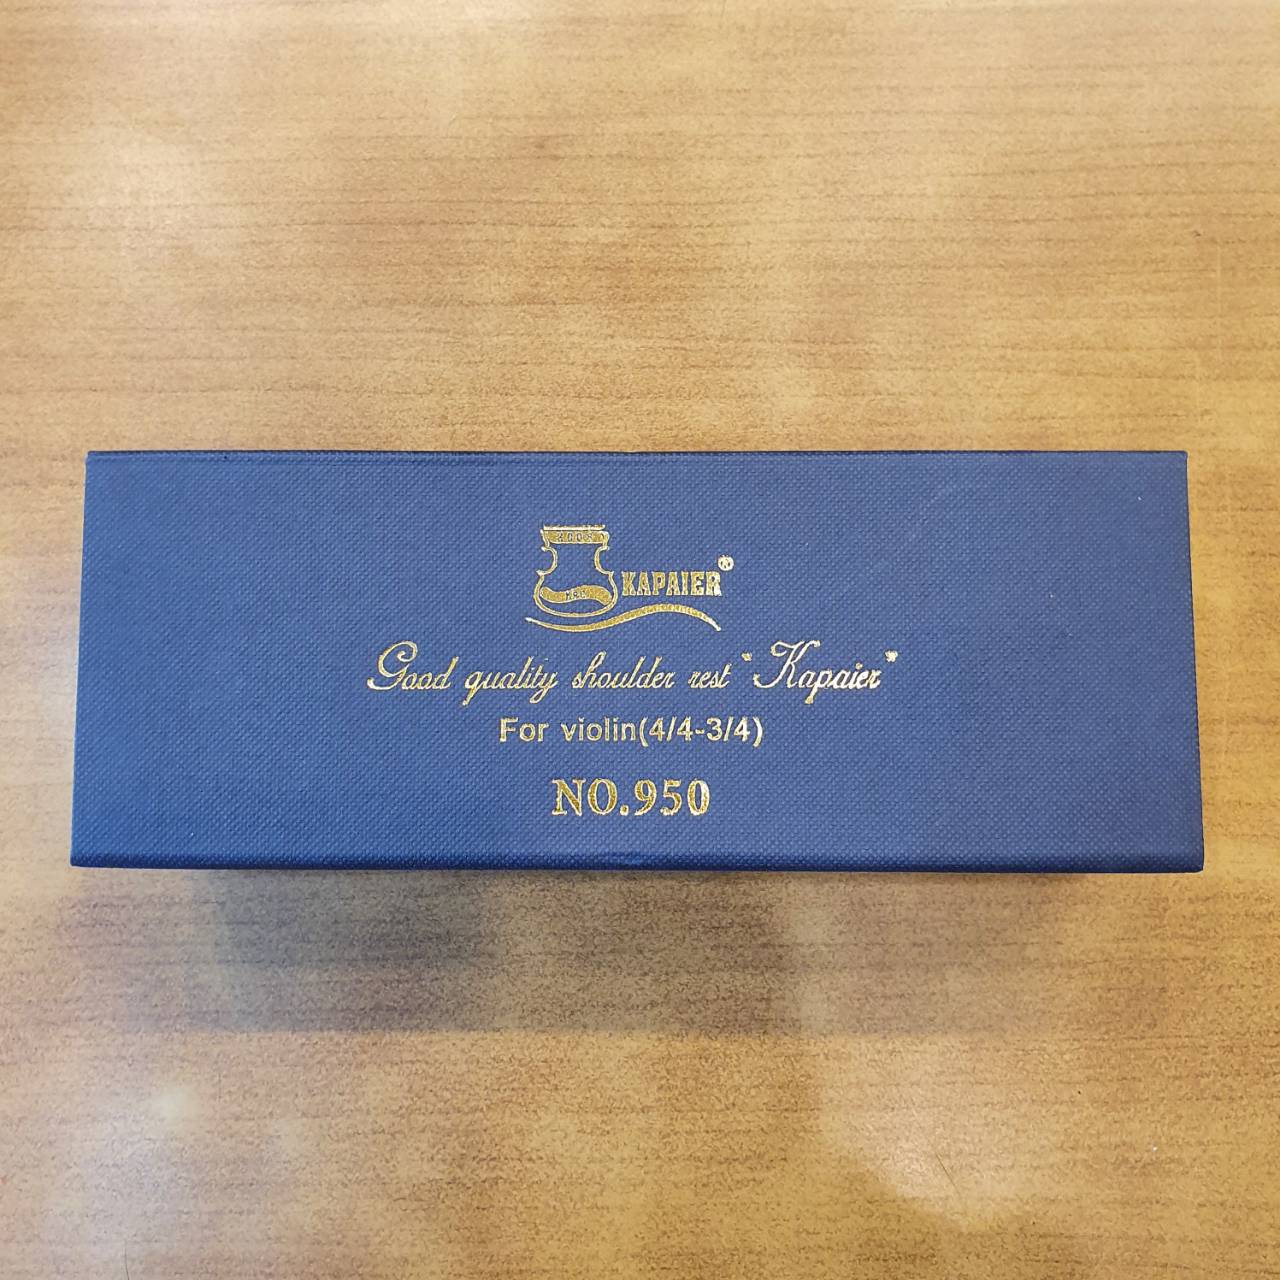 KAPAIER®
Good quality shoulder rest "Kapaier"
For violin(4/4-3/4)
NO.950